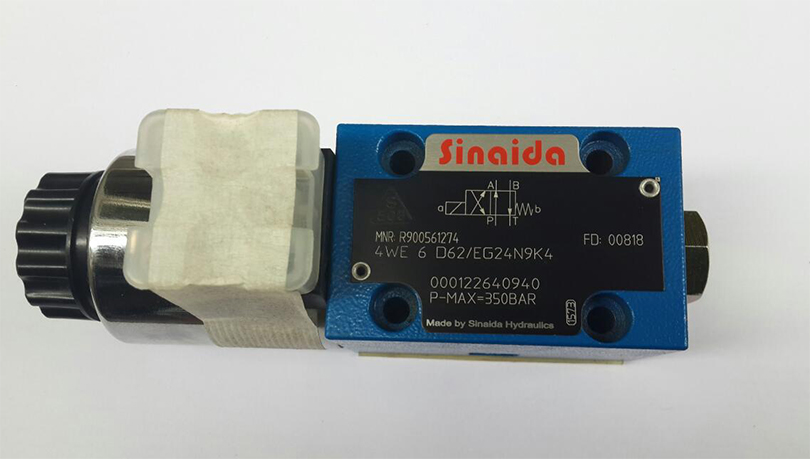 Sinaida
A B
a b
P T
MNR: R900561274 FD: 00818
4WE 6 D62/EG24N9K4
000122640940
P-MAX=350BAR
Made by Sinaida Hydraulics